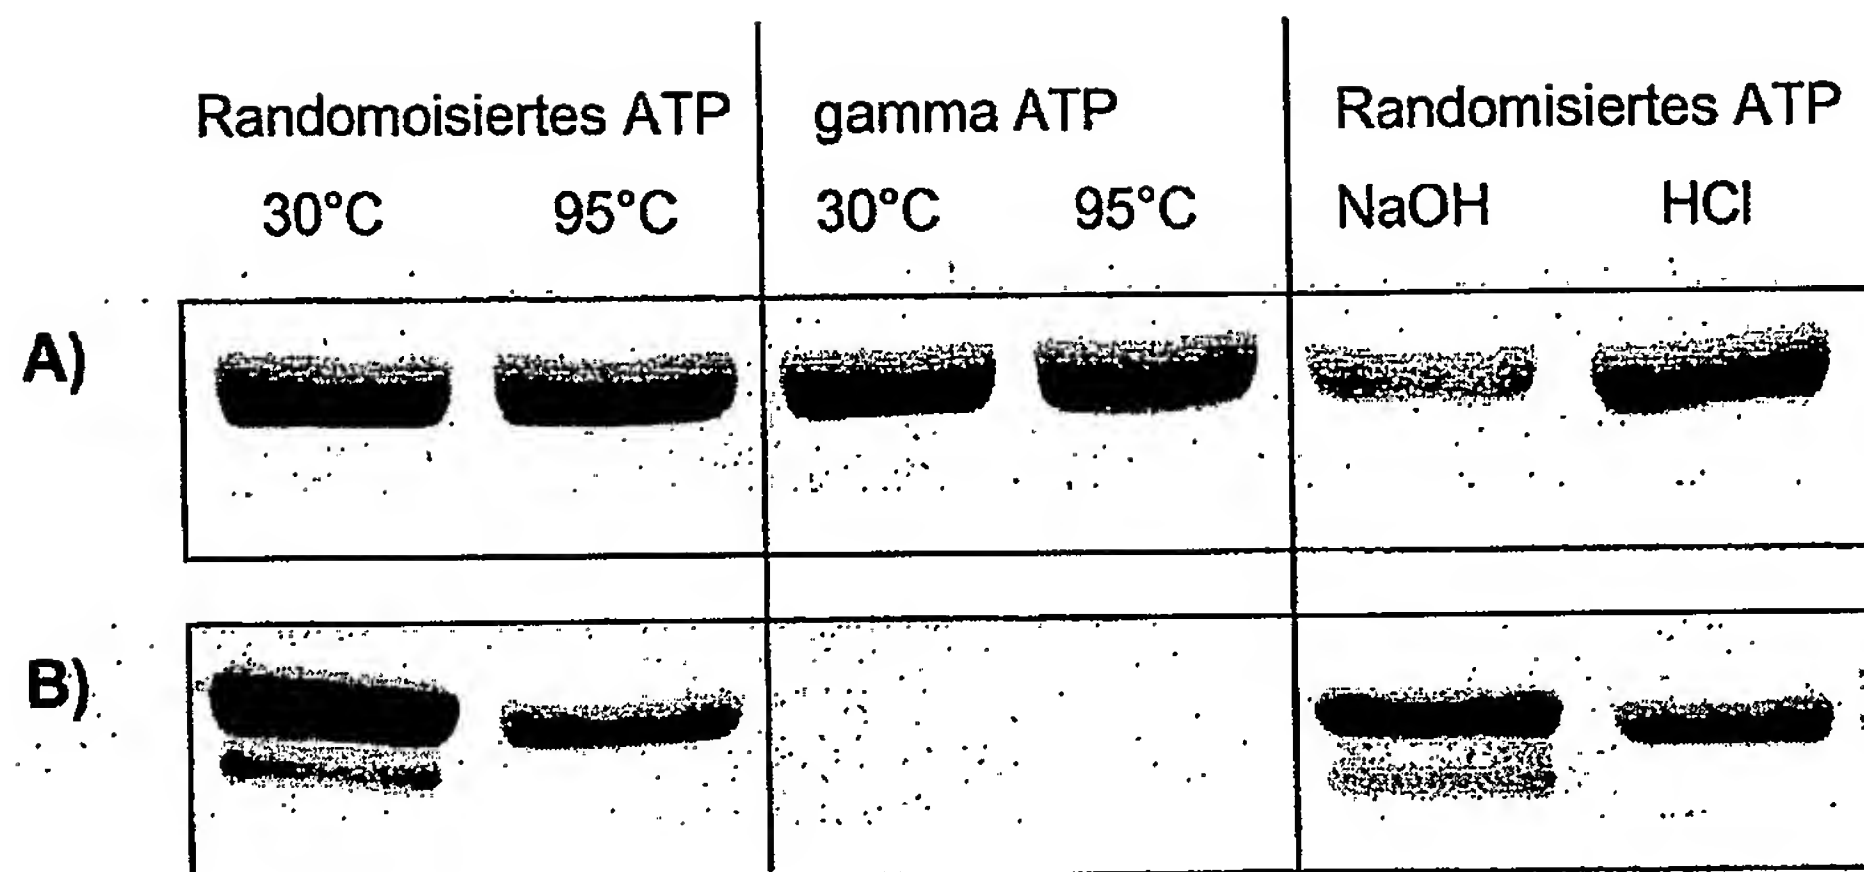 Randomoisiertes ATP gamma ATP Randomisiertes ATP
30°C 95°C 30°C 95°C NaOH HCl
A)
B)